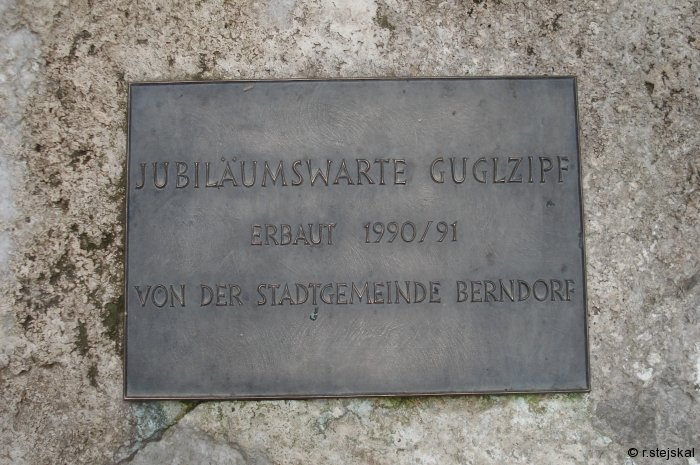 JUBILÄUMSWARTE GUGLZIPF
ERBAUT 1990/91
VON DER STADTGEMEINDE BERNDORF
© r.stejskal